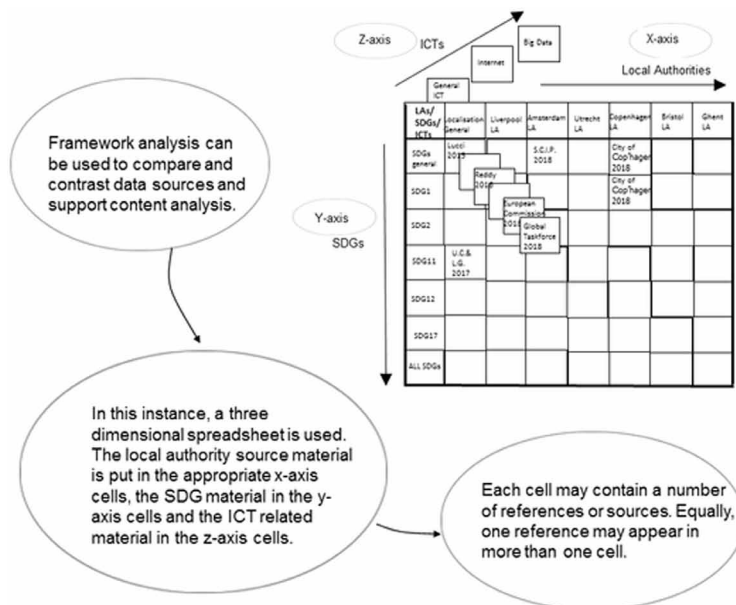 Z-axis
ICTs
Big Data
Internet
General
ICT
X-axis
Local Authorities
LAs/
SDGs/
ICTs
Localisation
General
Liverpool
LA
Amsterdam
LA
Utrecht
LA
Copenhagen
LA
Bristol
LA
Ghent
LA
SDGs
general
Lucci
2015
S.C.I.P.
2018
City of
Cop'hagen
2018
Reddy
2016
SDG1
City of
Cop'hagen
2018
European
Commission
2018
SDG2
Global
Taskforce
2018
SDG11
U.C.&
L.G.
2017
SDG12
SDG17
ALL SDGs
Y-axis
SDGs
Framework analysis can
be used to compare and
contrast data sources and
support content analysis.
In this instance, a three
dimensional spreadsheet is used.
The local authority source material
is put in the appropriate x-axis
cells, the SDG material in the y-
axis cells and the ICT related
material in the z-axis cells.
Each cell may contain a number
of references or sources. Equally,
one reference may appear in
more than one cell.